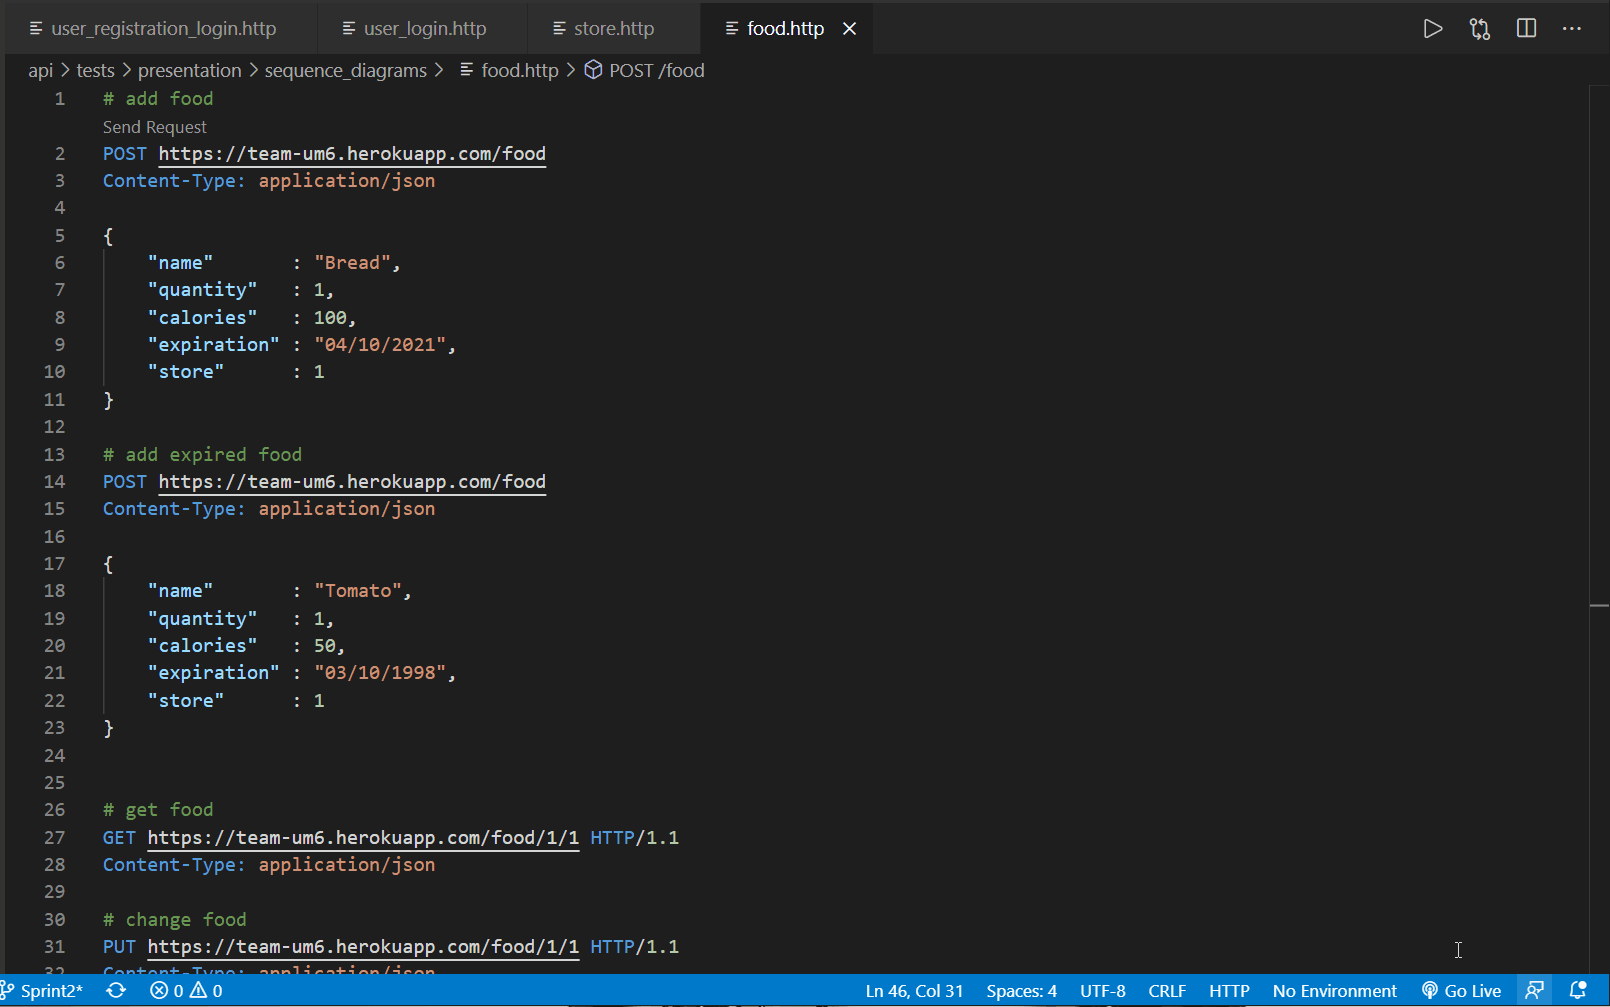 user_registration_login.http user_login.http store.http food.http
api > tests > presentation > sequence_diagrams > food.http > POST /food
1 # add food
Send Request
2 POST https://team-um6.herokuapp.com/food
3 Content-Type: application/json
4
5 {
6 "name" : "Bread",
7 "quantity" : 1,
8 "calories" : 100,
9 "expiration" : "04/10/2021",
10 "store" : 1
11 }
12
13 # add expired food
14 POST https://team-um6.herokuapp.com/food
15 Content-Type: application/json
16
17 {
18 "name" : "Tomato",
19 "quantity" : 1,
20 "calories" : 50,
21 "expiration" : "03/10/1998",
22 "store" : 1
23 }
24
25
26 # get food
27 GET https://team-um6.herokuapp.com/food/1/1 HTTP/1.1
28 Content-Type: application/json
29
30 # change food
31 PUT https://team-um6.herokuapp.com/food/1/1 HTTP/1.1
32 Content-Type: application/json
Sprint2* 0 0 Ln 46, Col 31 Spaces: 4 UTF-8 CRLF HTTP No Environment Go Live